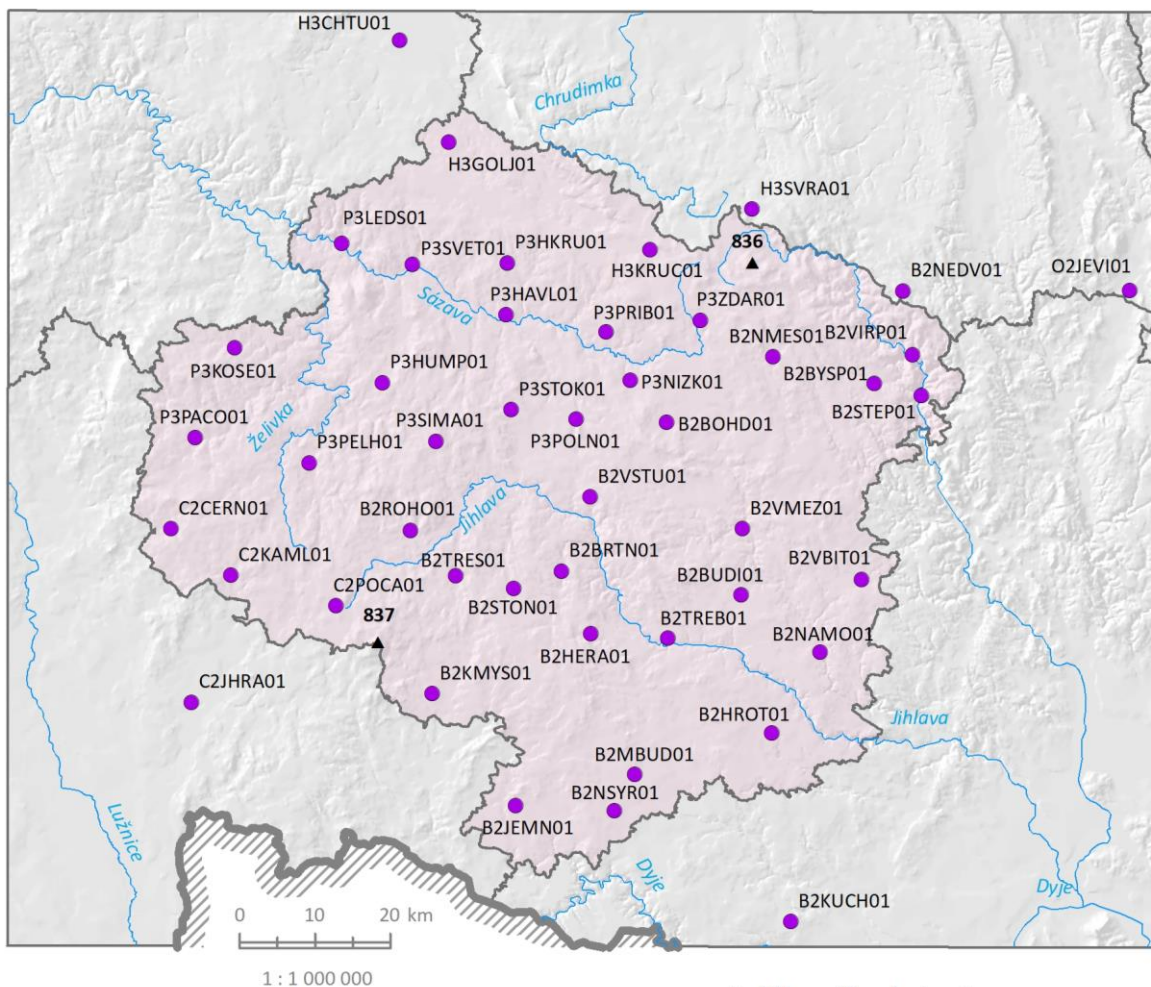 H3CHTU01
Chrudimka
H3GOLJ01
H3SVRA01
P3LEDS01
P3SVET01
P3HKRU01
H3KRUC01
836
B2NEDV01
O2JEVI01
Sázava
P3HAVL01
P3PRIB01
P3ZDAR01
B2NMES01
B2VIRP01
P3KOSE01
P3HUMP01
P3NIZK01
B2BYSP01
B2STEP01
P3PACO01
Želivka
P3SIMA01
P3STOK01
P3POLN01
B2BOHD01
P3PELH01
B2VSTU01
C2CERN01
B2ROHO01
Jihlava
B2VMEZ01
C2KAML01
B2TRES01
B2BRTN01
B2VBIT01
C2POCA01
B2STON01
B2BUDI01
837
B2TREB01
B2NAMO01
B2HERA01
C2JHRA01
B2KMYS01
B2HROT01
Jihlava
B2MBUD01
B2NSYR01
Lužnice
B2JEMN01
Dyje
Dyje
B2KUCH01
0 10 20 km
1 : 1 000 000